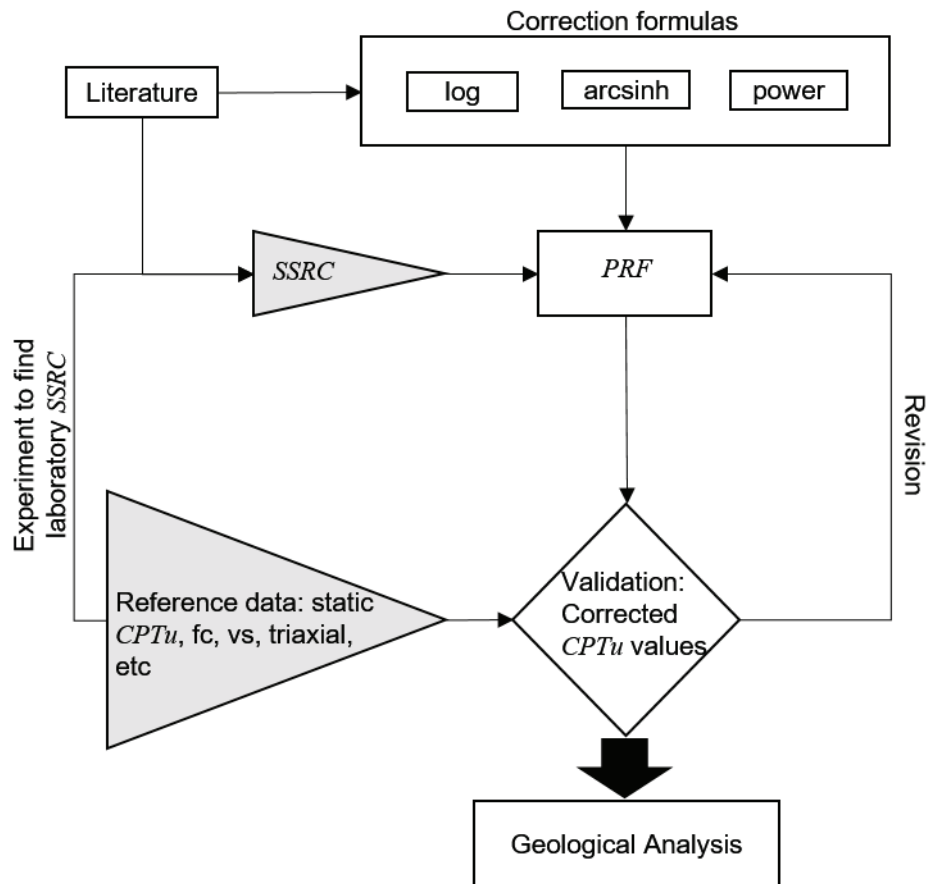 Correction formulas
Literature
log
arcsinh
power
SSRC
PRF
Experiment to find
laboratory SSRC
Revision
Reference data: static
CPTu, fc, vs, triaxial,
etc
Validation:
Corrected
CPTu values
Geological Analysis